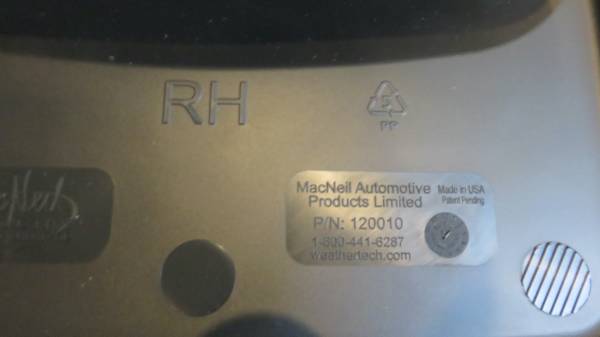 RH
PP
MacNeil Automotive
Products Limited
Made in USA
Patent Pending
P/N: 120010
1-800-441-6287
weathertech.com